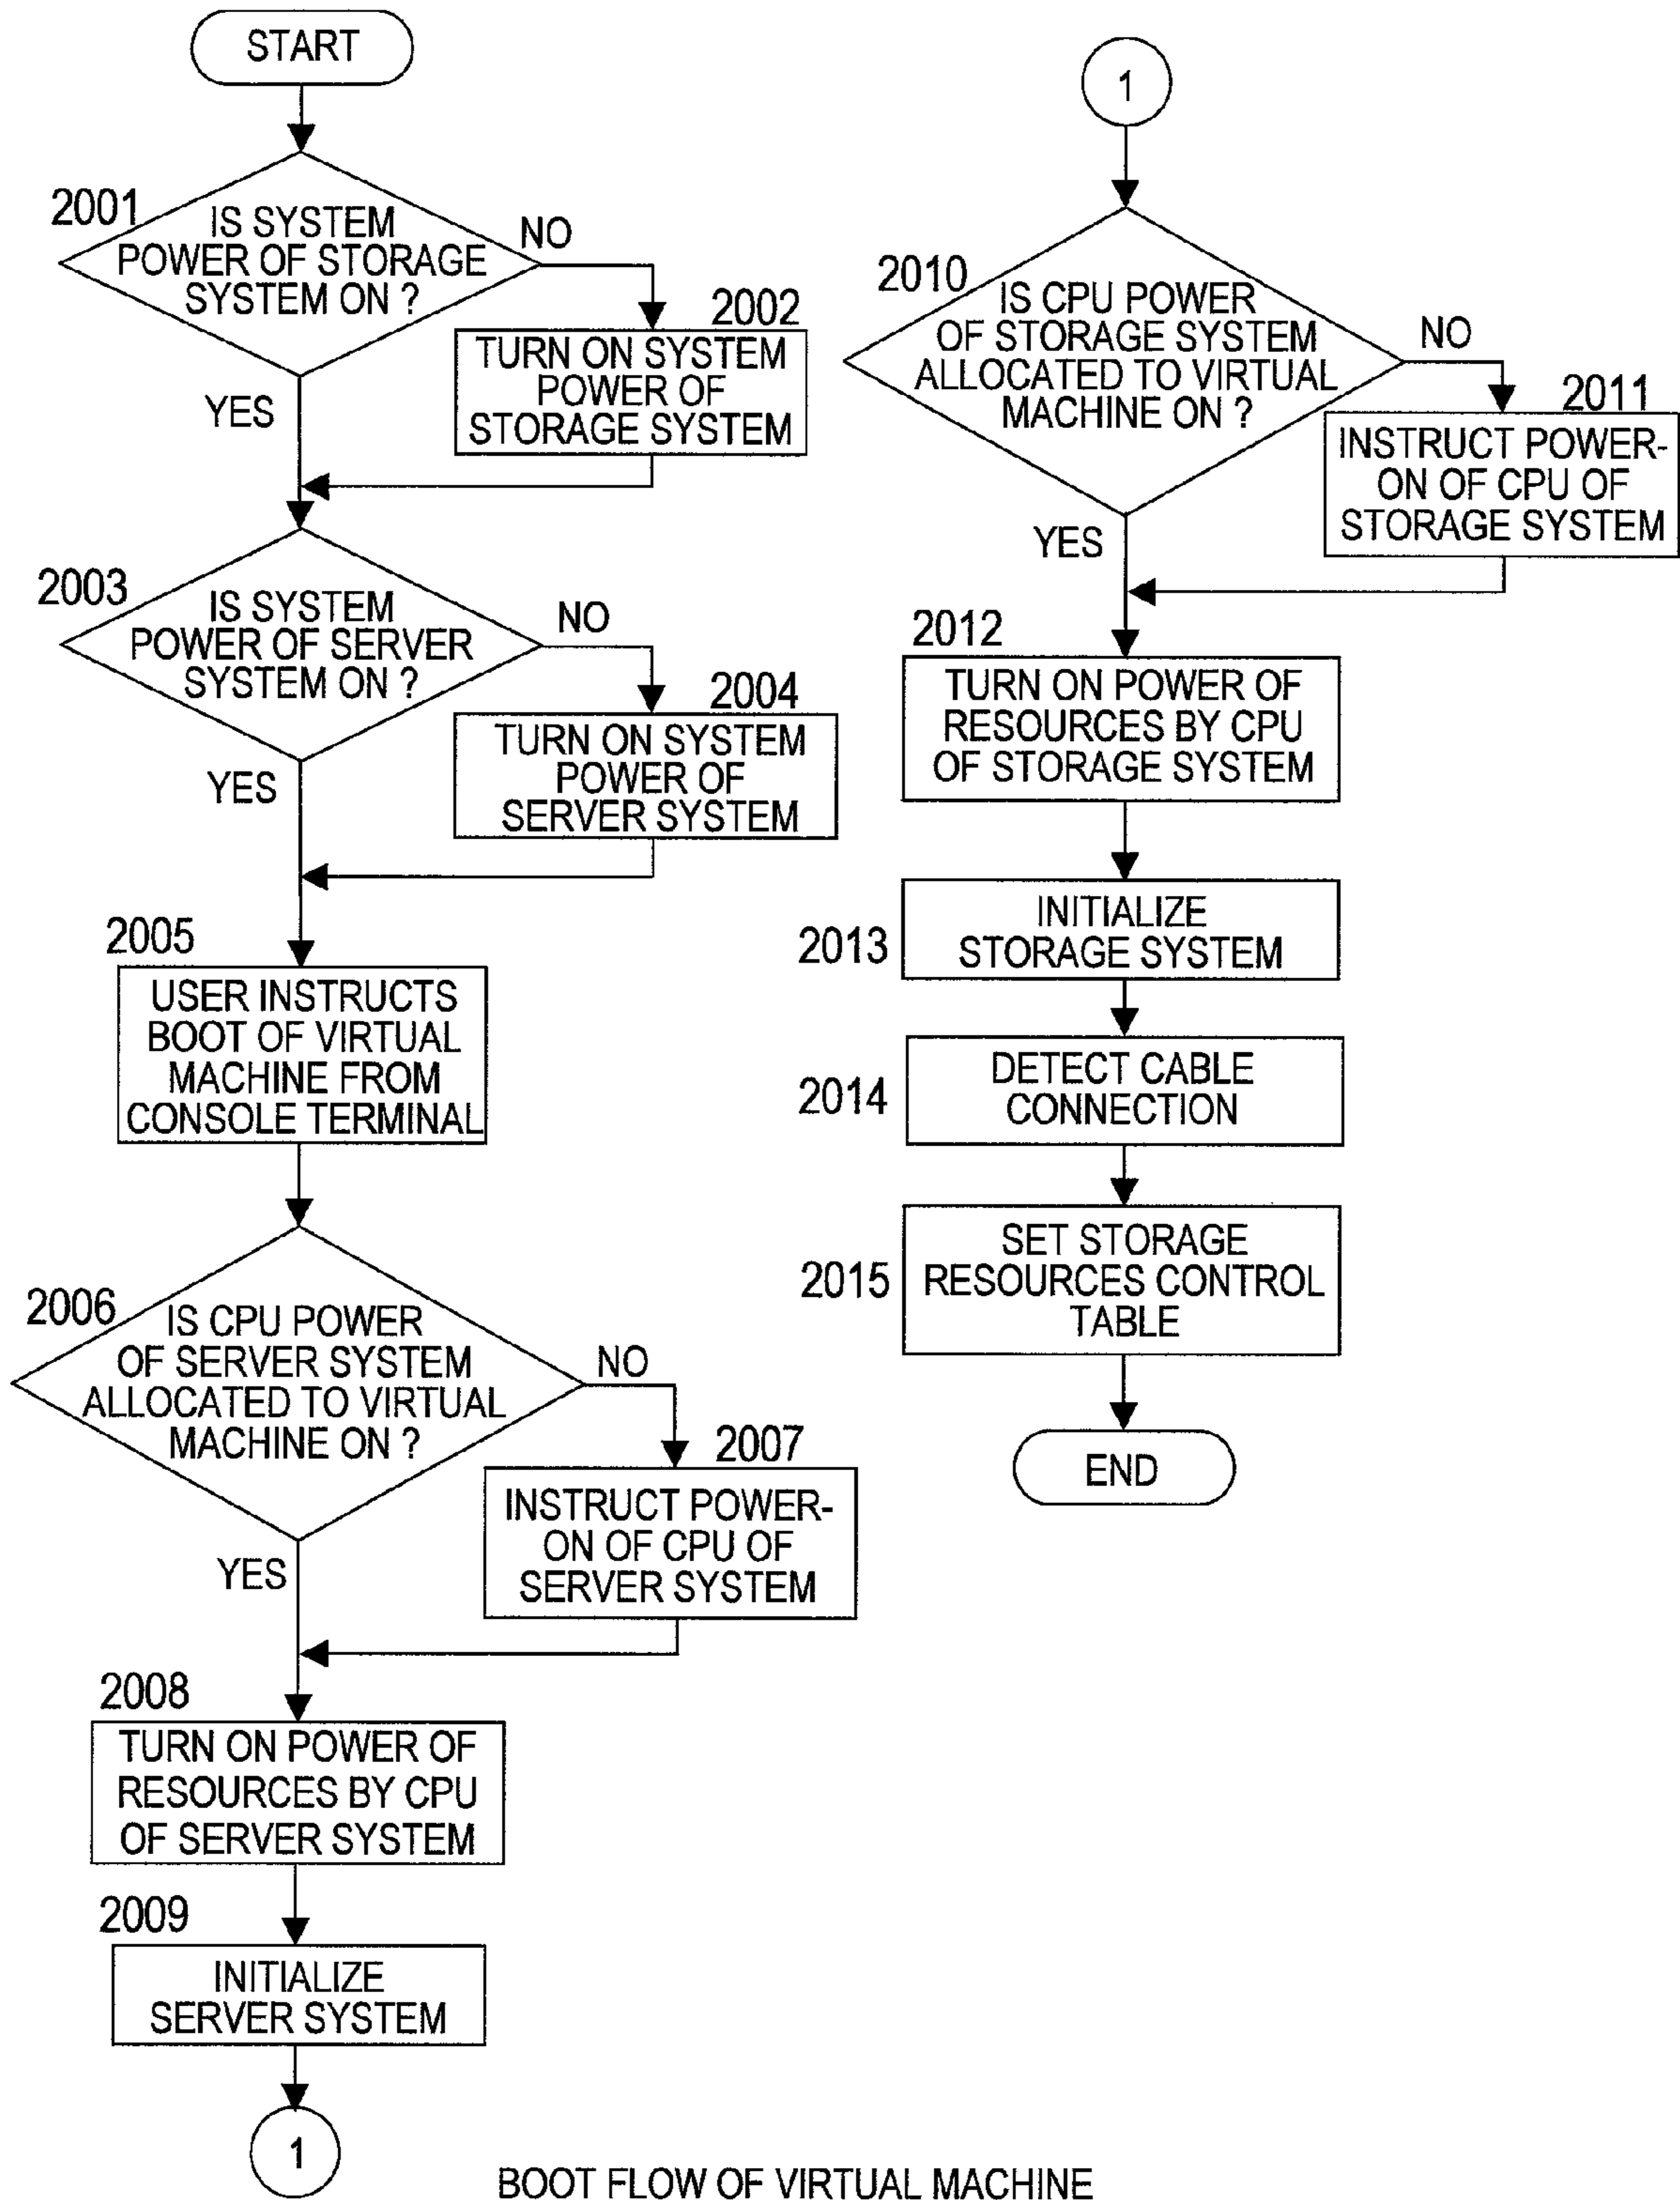 START
2001
IS SYSTEM
POWER OF STORAGE
SYSTEM ON ?
NO
2002
TURN ON SYSTEM
POWER OF
STORAGE SYSTEM
YES
2003
IS SYSTEM
POWER OF SERVER
SYSTEM ON ?
NO
2004
TURN ON SYSTEM
POWER OF
SERVER SYSTEM
YES
2005
USER INSTRUCTS
BOOT OF VIRTUAL
MACHINE FROM
CONSOLE TERMINAL
2006
IS CPU POWER
OF SERVER SYSTEM
ALLOCATED TO VIRTUAL
MACHINE ON ?
NO
2007
INSTRUCT POWER-
ON OF CPU OF
SERVER SYSTEM
YES
2008
TURN ON POWER OF
RESOURCES BY CPU
OF SERVER SYSTEM
2009
INITIALIZE
SERVER SYSTEM
1
1
2010
IS CPU POWER
OF STORAGE SYSTEM
ALLOCATED TO VIRTUAL
MACHINE ON ?
NO
2011
INSTRUCT POWER-
ON OF CPU OF
STORAGE SYSTEM
YES
2012
TURN ON POWER OF
RESOURCES BY CPU
OF STORAGE SYSTEM
2013
INITIALIZE
STORAGE SYSTEM
2014
DETECT CABLE
CONNECTION
2015
SET STORAGE
RESOURCES CONTROL
TABLE
END
BOOT FLOW OF VIRTUAL MACHINE